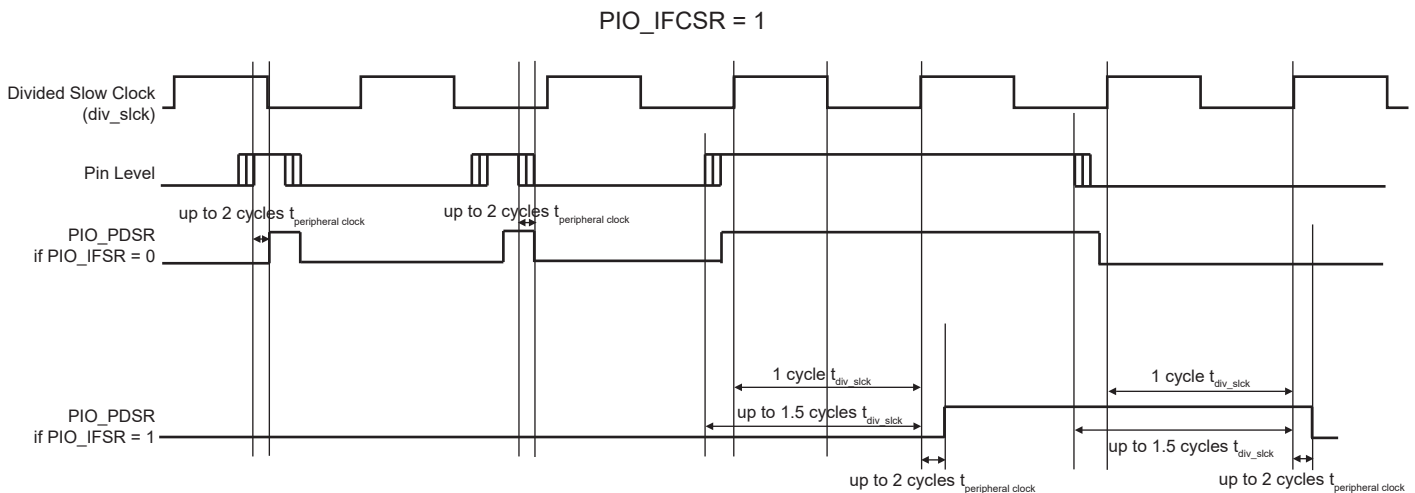 PIO_IFCSR = 1
Divided Slow Clock
(div_slck)
Pin Level
up to 2 cycles tperipheral clock
up to 2 cycles tperipheral clock
PIO_PDSR
if PIO_IFSR = 0
1 cycle tdiv_slck
1 cycle tdiv_slck
PIO_PDSR
if PIO_IFSR = 1
up to 1.5 cycles tdiv_slck
up to 1.5 cycles tdiv_slck
up to 2 cycles tperipheral clock
up to 2 cycles tperipheral clock